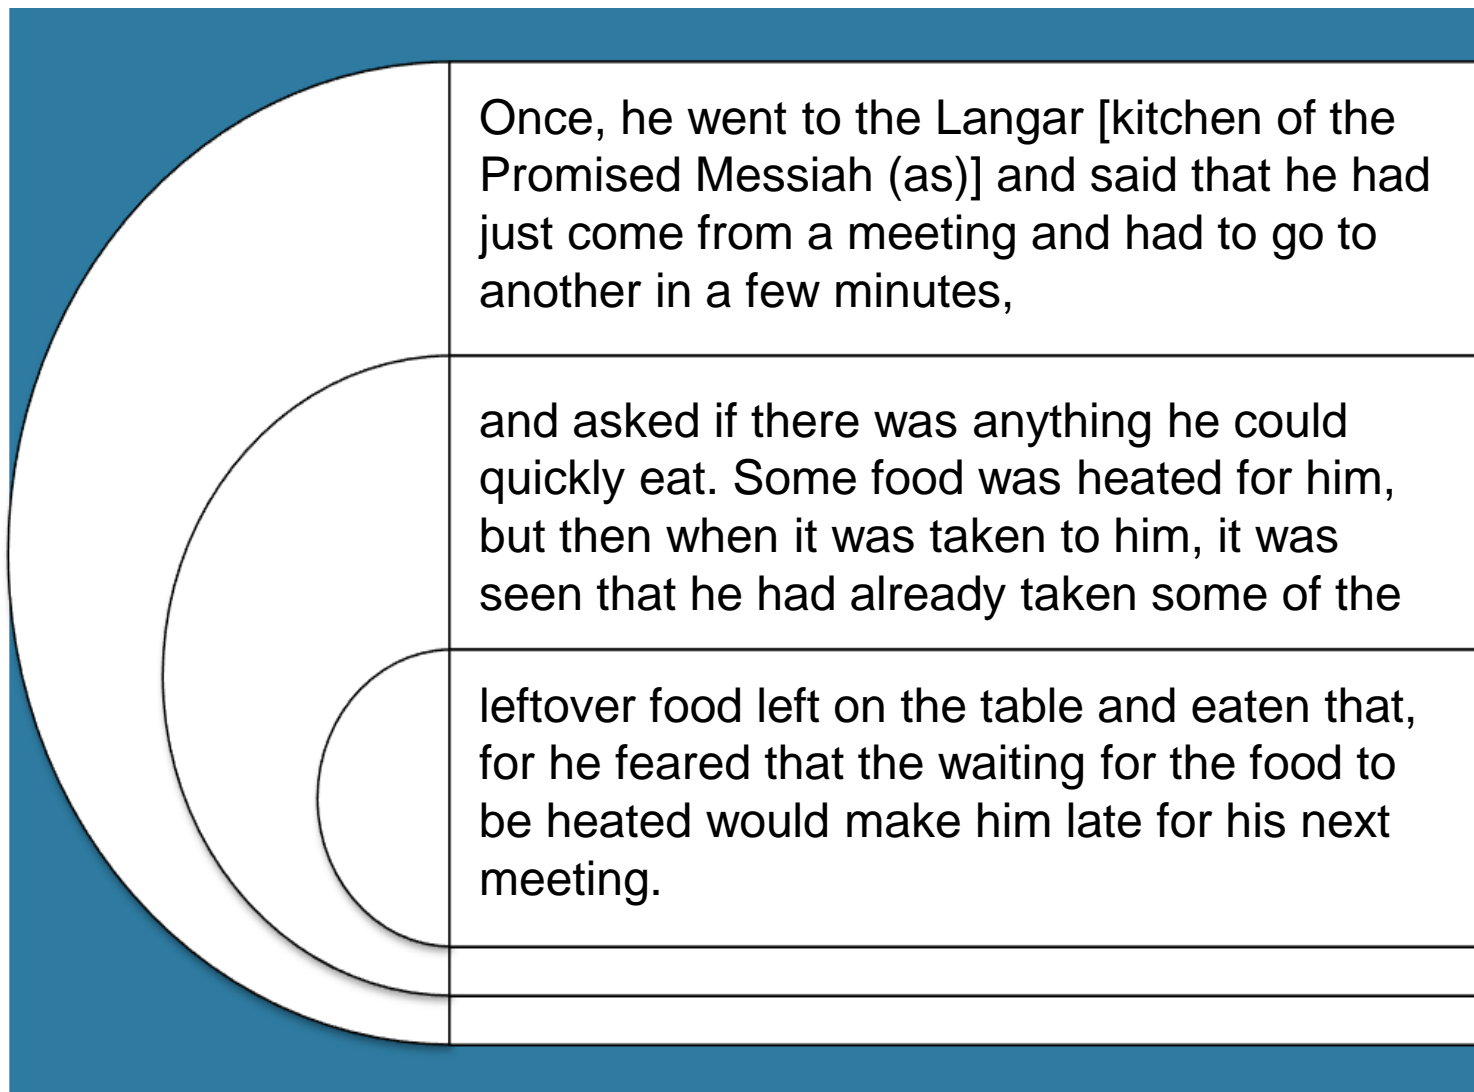 Once, he went to the Langar [kitchen of the
Promised Messiah (as)] and said that he had
just come from a meeting and had to go to
another in a few minutes,
and asked if there was anything he could
quickly eat. Some food was heated for him,
but then when it was taken to him, it was
seen that he had already taken some of the
leftover food left on the table and eaten that,
for he feared that the waiting for the food to
be heated would make him late for his next
meeting.